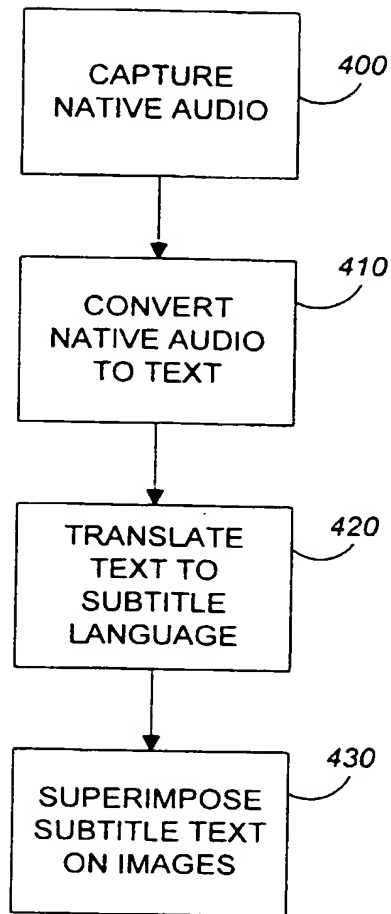 CAPTURE
NATIVE AUDIO
400
CONVERT
NATIVE AUDIO
TO TEXT
410
TRANSLATE
TEXT TO
SUBTITLE
LANGUAGE
420
SUPERIMPOSE
SUBTITLE TEXT
ON IMAGES
430